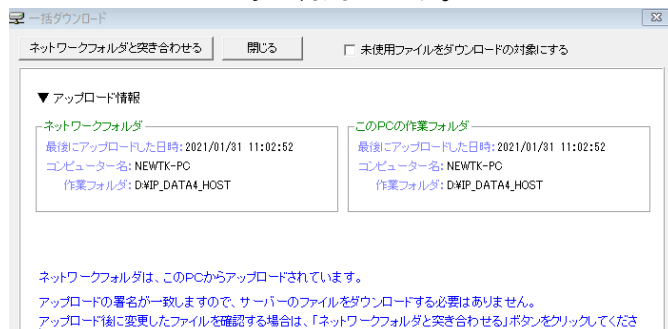 一括ダウンロード
ネットワークフォルダと突き合わせる 閉じる 未使用ファイルをダウンロードの対象にする
▼ アップロード情報
ネットワークフォルダ
最後にアップロードした日時:2021/01/31 11:02:52
コンピューター名:NEWTK-PC
作業フォルダ:D:¥IP_DATA4_HOST
このPCの作業フォルダ
最後にアップロードした日時:2021/01/31 11:02:52
コンピューター名:NEWTK-PC
作業フォルダ:D:¥IP_DATA4_HOST
ネットワークフォルダは、このPCからアップロードされています。
アップロードの署名が一致しますので、サーバーのファイルをダウンロードする必要はありません。
アップロード後に変更したファイルを確認する場合は、「ネットワークフォルダと突き合わせる」ボタンをクリックしてくださ